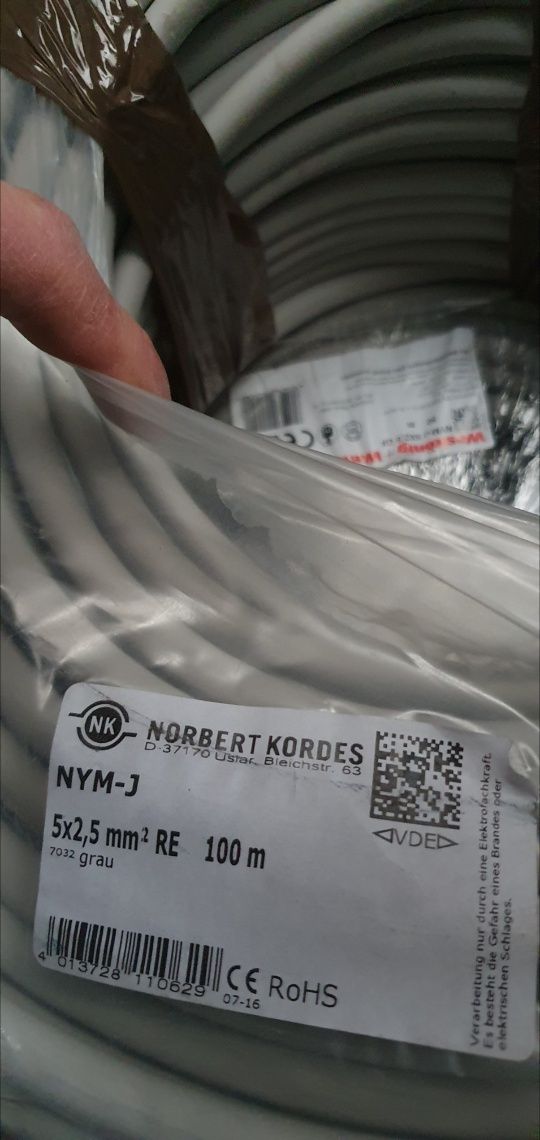 NK
NORBERT KORDES
D-37170 Uslar, Bleichstr. 63
NYM-J
5x2,5 mm² RE 100 m
7032 grau
◁VDE▷
4 013728 110629
07-16
CE RoHS
Verarbeitung nur durch eine Elektrofachkraft.
Es besteht die Gefahr eines Brandes oder
elektrischen Schlages.
CE